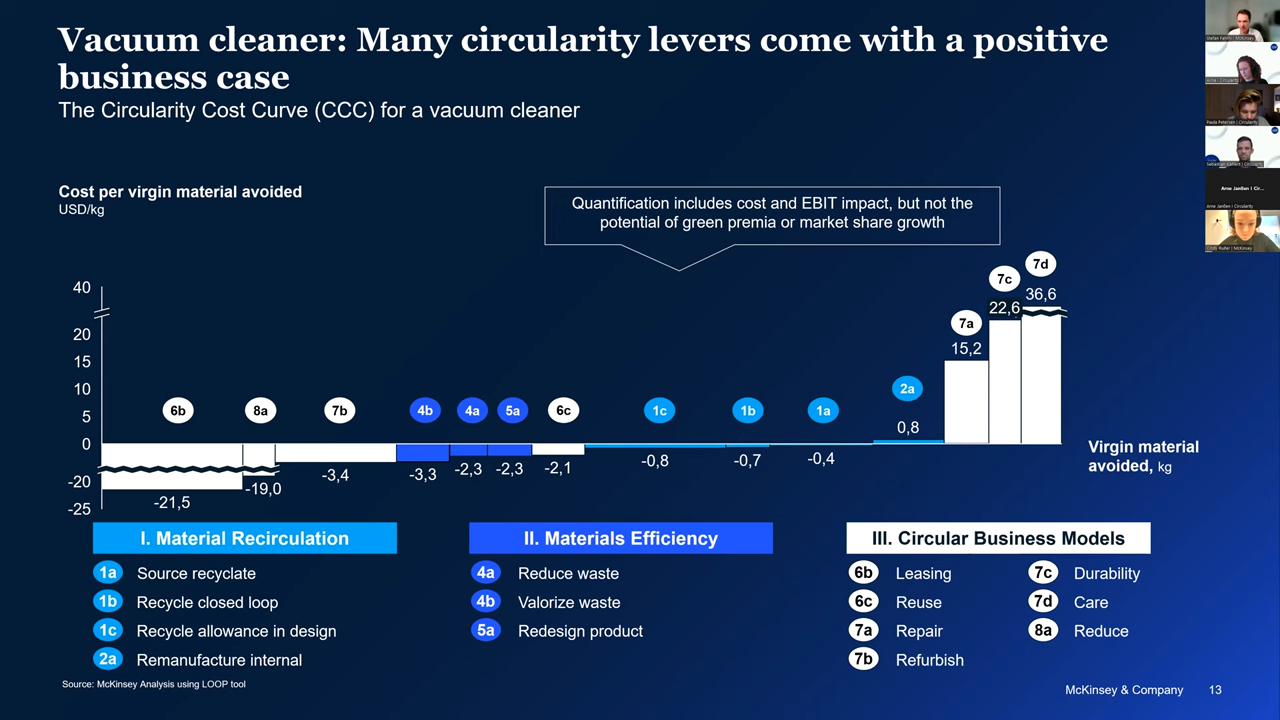 Vacuum cleaner: Many circularity levers come with a positive
business case
The Circularity Cost Curve (CCC) for a vacuum cleaner
Cost per virgin material avoided
USD/kg
Quantification includes cost and EBIT impact, but not the
potential of green premia or market share growth
40
20
15
10
5
0
-20
-25
6b
8a
7b
4b
4a
5a
6c
1c
1b
1a
2a
7a
7c
7d
-21,5
-19,0
-3,4
-3,3
-2,3
-2,3
-2,1
-0,8
-0,7
-0,4
0,8
15,2
22,6
36,6
Virgin material
avoided, kg
I. Material Recirculation
1a Source recyclate
1b Recycle closed loop
1c Recycle allowance in design
2a Remanufacture internal
II. Materials Efficiency
4a Reduce waste
4b Valorize waste
5a Redesign product
III. Circular Business Models
6b Leasing
6c Reuse
7a Repair
7b Refurbish
7c Durability
7d Care
8a Reduce
Source: McKinsey Analysis using LOOP tool
McKinsey & Company 13
Arne Janßen I Cir...
Arne Janßen I Circularity